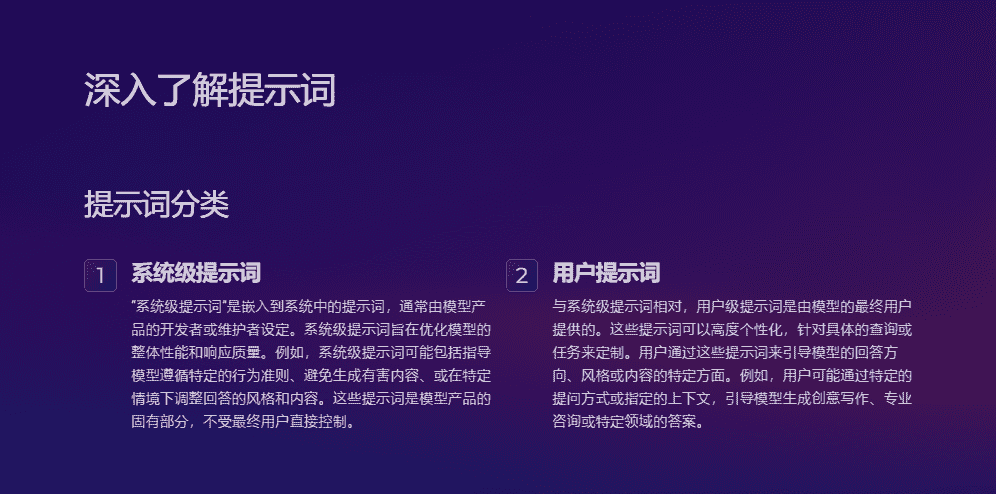 深入了解提示词
提示词分类
1
系统级提示词
“系统级提示词”是嵌入到系统中的提示词，通常由模型产
品的开发者或维护者设定。系统级提示词旨在优化模型的
整体性能和响应质量。例如，系统级提示词可能包括指导
模型遵循特定的行为准则、避免生成有害内容、或在特定
情境下调整回答的风格和内容。这些提示词是模型产品的
固有部分，不受最终用户直接控制。
2
用户提示词
与系统级提示词相对，用户级提示词是由模型的最终用户
提供的。这些提示词可以高度个性化，针对具体的查询或
任务来定制。用户通过这些提示词来引导模型的回答方
向、风格或内容的特定方面。例如，用户可能通过特定的
提问方式或指定的上下文，引导模型生成创意写作、专业
咨询或特定领域的答案。